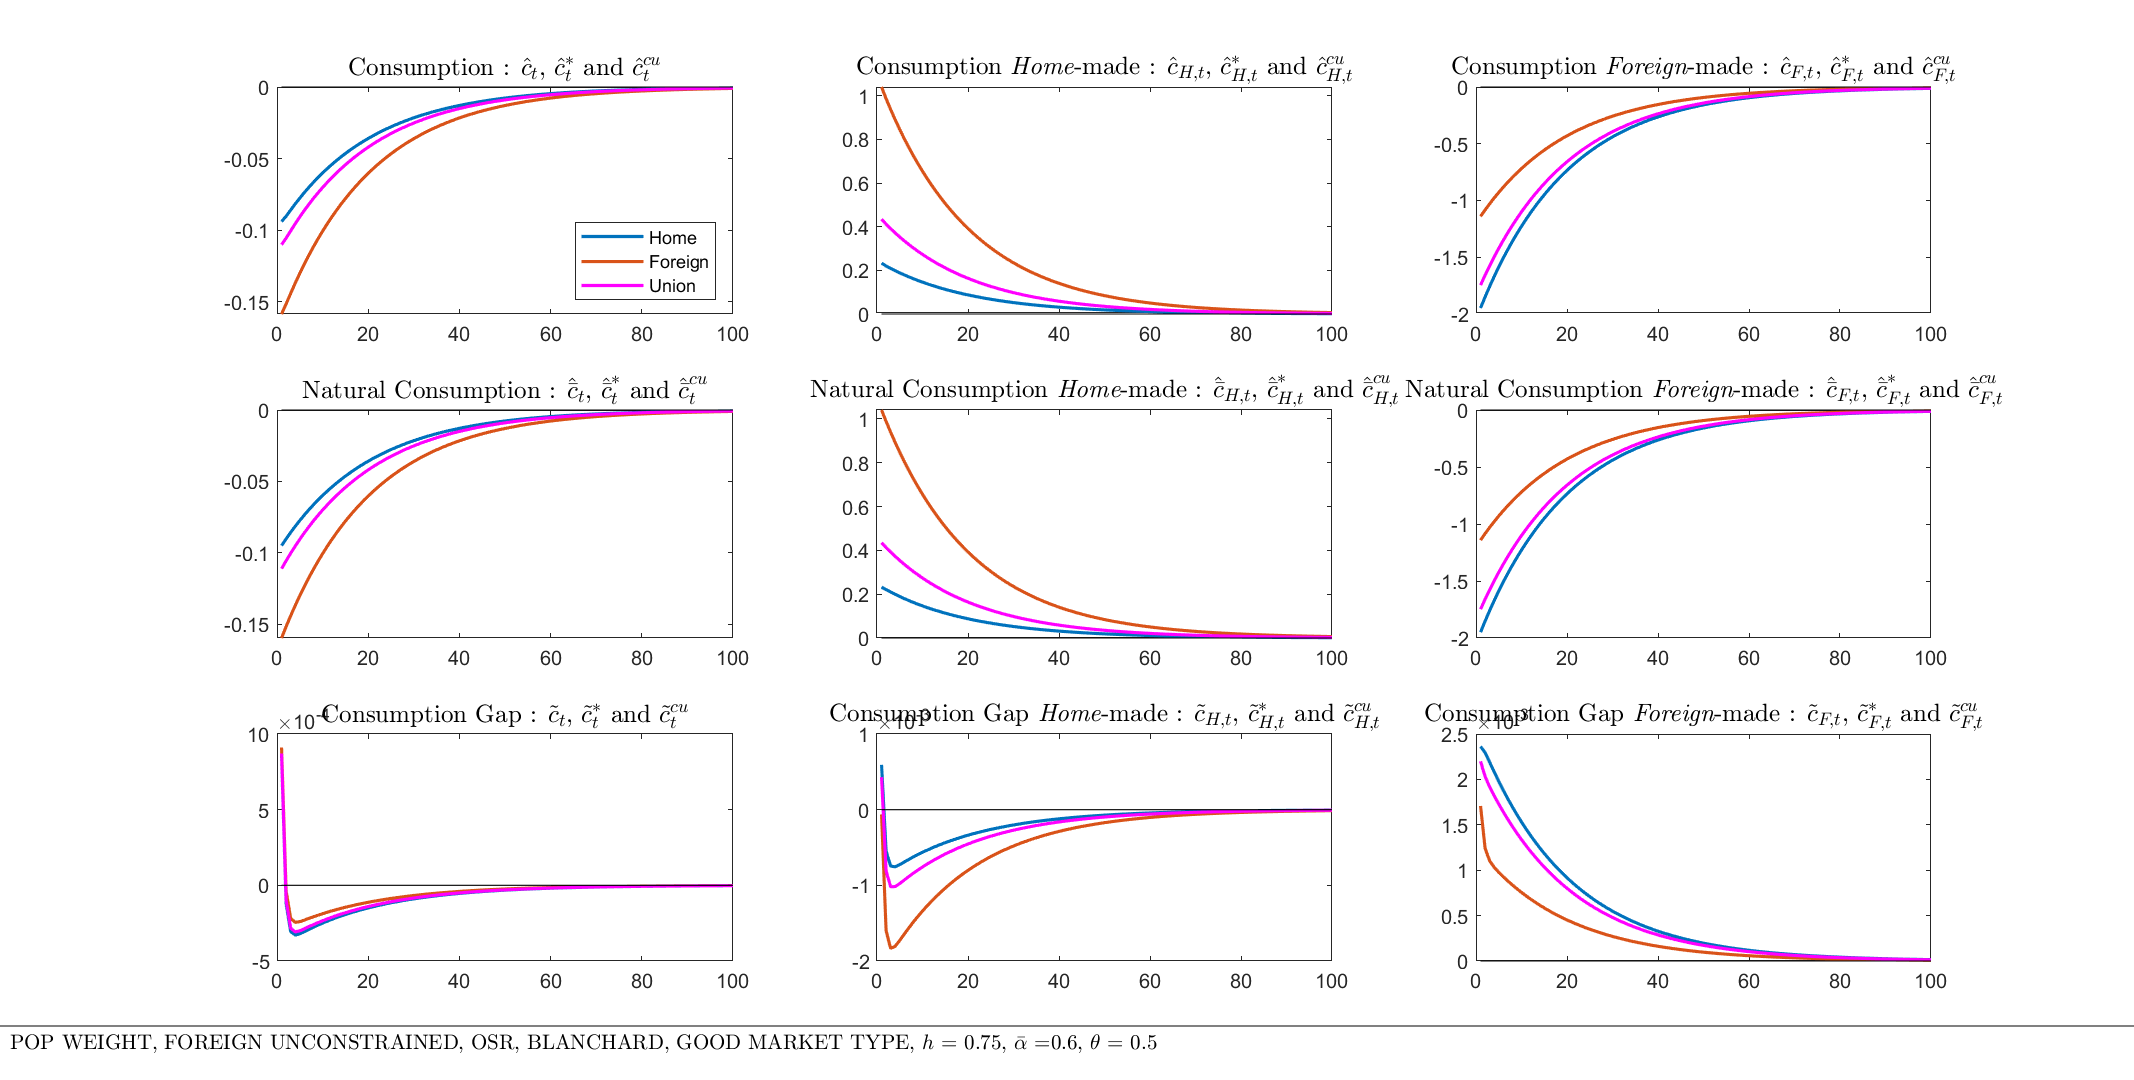 Consumption : ĉ_t, ĉ*_t and ĉ^cu_t
0
-0.05
-0.1
-0.15
0 20 40 60 80 100
Home
Foreign
Union
Consumption Home-made : ĉ_H,t, ĉ*_H,t and ĉ^cu_H,t
1
0.8
0.6
0.4
0.2
0
0 20 40 60 80 100
Consumption Foreign-made : ĉ_F,t, ĉ*_F,t and ĉ^cu_F,t
0
-0.5
-1
-1.5
-2
0 20 40 60 80 100
Natural Consumption : c̄̂_t, c̄̂*_t and c̄̂^cu_t
0
-0.05
-0.1
-0.15
0 20 40 60 80 100
Natural Consumption Home-made : c̄̂_H,t, c̄̂*_H,t and c̄̂^cu_H,t
1
0.8
0.6
0.4
0.2
0
0 20 40 60 80 100
Natural Consumption Foreign-made : c̄̂_F,t, c̄̂*_F,t and c̄̂^cu_F,t
0
-0.5
-1
-1.5
-2
0 20 40 60 80 100
Consumption Gap : c̃_t, c̃*_t and c̃^cu_t
×10^-4
10
5
0
-5
0 20 40 60 80 100
Consumption Gap Home-made : c̃_H,t, c̃*_H,t and c̃^cu_H,t
×10^-3
1
0
-1
-2
0 20 40 60 80 100
Consumption Gap Foreign-made : c̃_F,t, c̃*_F,t and c̃^cu_F,t
×10^-3
2.5
2
1.5
1
0.5
0
0 20 40 60 80 100
POP WEIGHT, FOREIGN UNCONSTRAINED, OSR, BLANCHARD, GOOD MARKET TYPE, h = 0.75, ᾱ =0.6, θ = 0.5